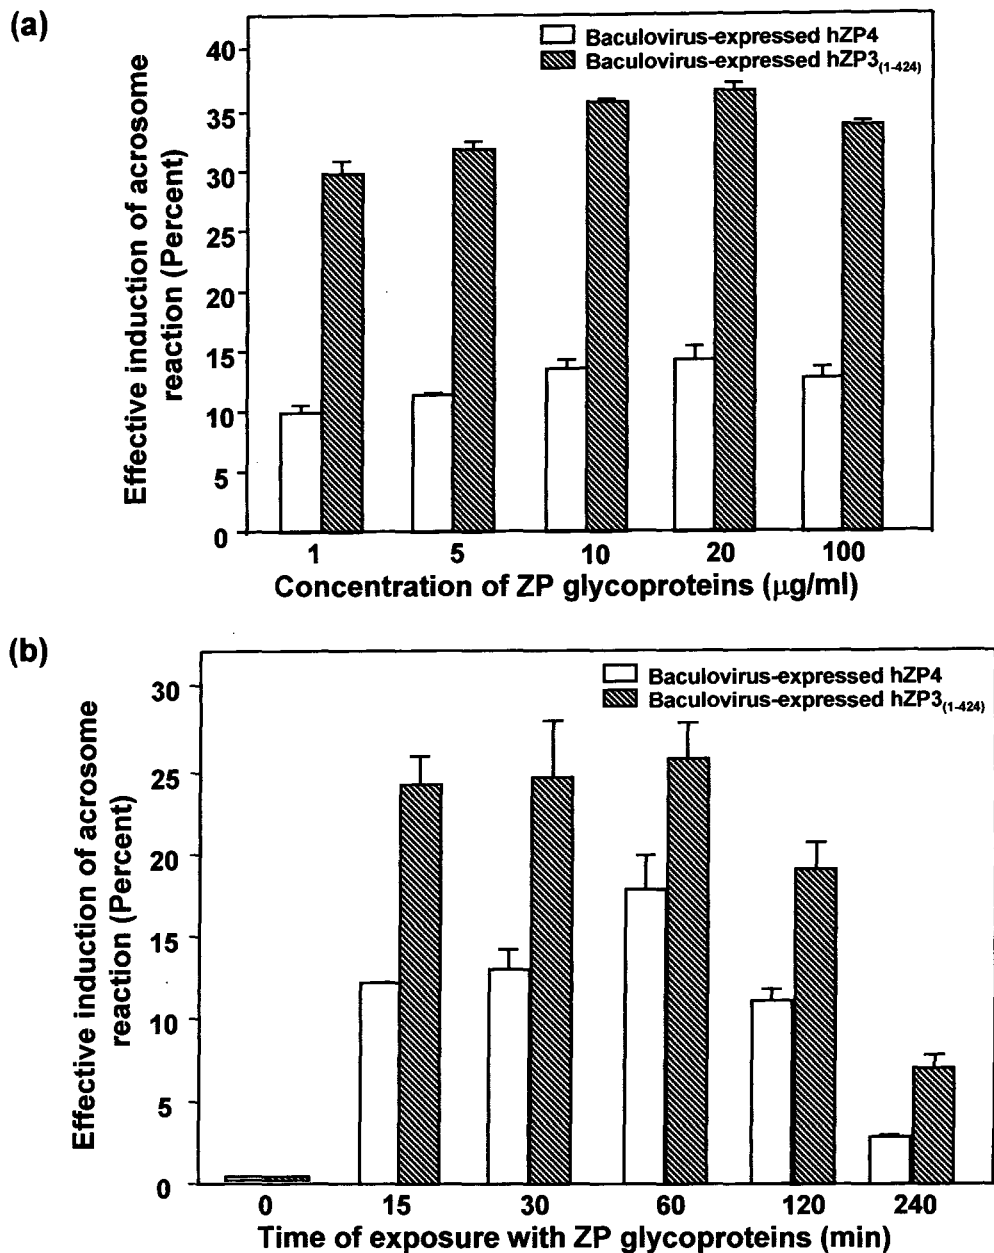 (a)
Baculovirus-expressed hZP4
Baculovirus-expressed hZP3(1-424)
Effective induction of acrosome
reaction (Percent)
40
35
30
25
20
15
10
5
0
1 5 10 20 100
Concentration of ZP glycoproteins (µg/ml)
(b)
Baculovirus-expressed hZP4
Baculovirus-expressed hZP3(1-424)
Effective induction of acrosome
reaction (Percent)
30
25
20
15
10
5
0
0 15 30 60 120 240
Time of exposure with ZP glycoproteins (min)